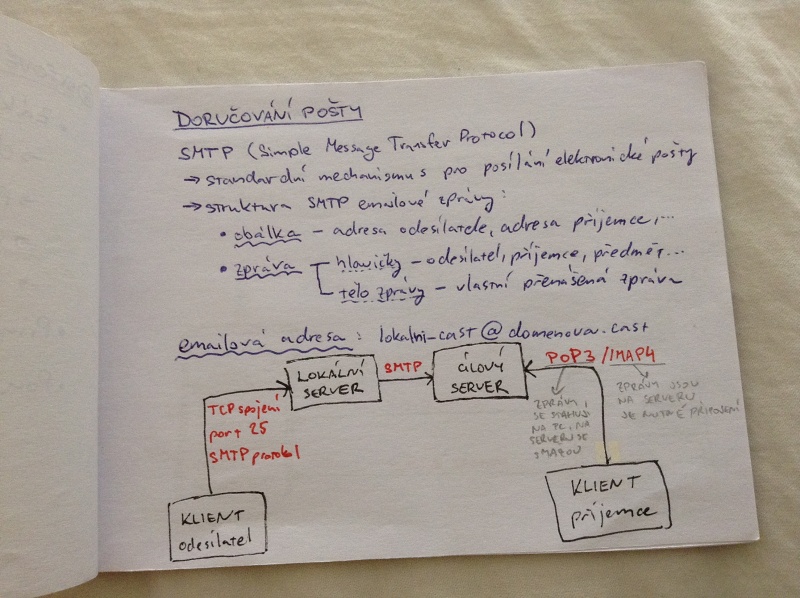 DORUČOVÁNÍ POŠTY
SMTP (Simple Message Transfer Protocol)
→ standardní mechanismus pro posílání elektronické pošty
→ struktura SMTP emailové zprávy:
• obálka – adresa odesílatele, adresa příjemce,...
• zpráva – hlavičky – odesílatel, příjemce, předmět...
– tělo zprávy – vlastní přenášená zpráva
emailová adresa: lokalni-cast@domenova.cast
LOKÁLNÍ
SERVER
SMTP
CÍLOVÝ
SERVER
POP3 / IMAP4
ZPRÁVY
SE STAHUJÍ
NA PC, NA
SERVERU SE
SMAŽOU
ZPRÁVY JSOU
NA SERVERU
JE NUTNÉ PŘIPOJENÍ
TCP spojení
port 25
SMTP protokol
KLIENT
odesílatel
KLIENT
příjemce